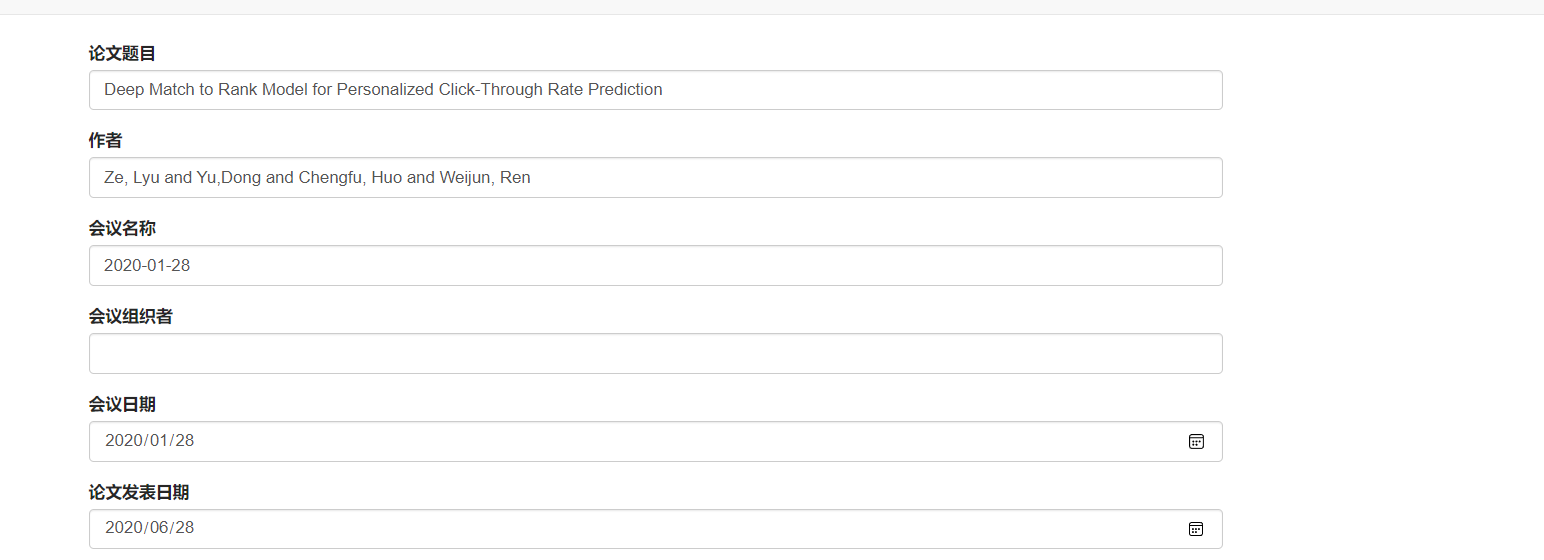 论文题目
Deep Match to Rank Model for Personalized Click-Through Rate Prediction
作者
Ze, Lyu and Yu,Dong and Chengfu, Huo and Weijun, Ren
会议名称
2020-01-28
会议组织者
会议日期
2020/01/28
论文发表日期
2020/06/28